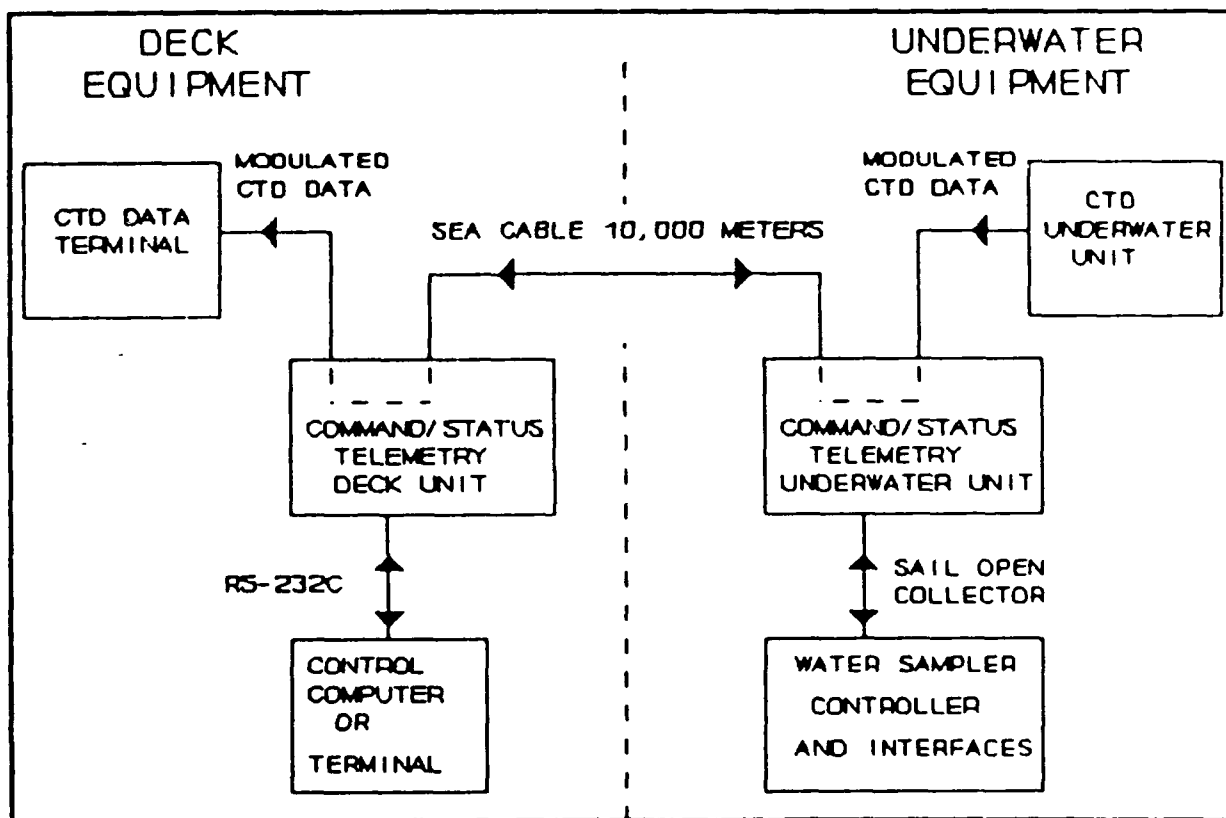 DECK
EQUIPMENT
UNDERWATER
EQUIPMENT
MODULATED
CTD DATA
MODULATED
CTD DATA
CTD DATA
TERMINAL
SEA CABLE 10,000 METERS
CTD
UNDERWATER
UNIT
COMMAND/STATUS
TELEMETRY
DECK UNIT
COMMAND/STATUS
TELEMETRY
UNDERWATER UNIT
RS-232C
SAIL OPEN
COLLECTOR
CONTROL
COMPUTER
OR
TERMINAL
WATER SAMPLER
CONTROLLER
AND INTERFACES